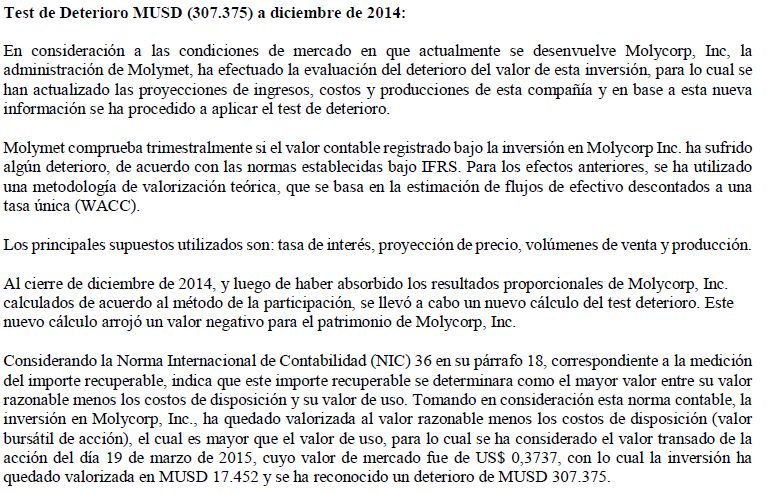 Test de Deterioro MUSD (307.375) a diciembre de 2014:
En consideración a las condiciones de mercado en que actualmente se desenvuelve Molycorp, Inc, la
administración de Molymet, ha efectuado la evaluación del deterioro del valor de esta inversión, para lo cual se
han actualizado las proyecciones de ingresos, costos y producciones de esta compañía y en base a esta nueva
información se ha procedido a aplicar el test de deterioro.
Molymet comprueba trimestralmente si el valor contable registrado bajo la inversión en Molycorp Inc. ha sufrido
algún deterioro, de acuerdo con las normas establecidas bajo IFRS. Para los efectos anteriores, se ha utilizado
una metodología de valorización teórica, que se basa en la estimación de flujos de efectivo descontados a una
tasa única (WACC).
Los principales supuestos utilizados son: tasa de interés, proyección de precio, volúmenes de venta y producción.
Al cierre de diciembre de 2014, y luego de haber absorbido los resultados proporcionales de Molycorp, Inc.
calculados de acuerdo al método de la participación, se llevó a cabo un nuevo cálculo del test deterioro. Este
nuevo cálculo arrojó un valor negativo para el patrimonio de Molycorp, Inc.
Considerando la Norma Internacional de Contabilidad (NIC) 36 en su párrafo 18, correspondiente a la medición
del importe recuperable, indica que este importe recuperable se determinara como el mayor valor entre su valor
razonable menos los costos de disposición y su valor de uso. Tomando en consideración esta norma contable, la
inversión en Molycorp, Inc., ha quedado valorizada al valor razonable menos los costos de disposición (valor
bursátil de acción), el cual es mayor que el valor de uso, para lo cual se ha considerado el valor transado de la
acción del día 19 de marzo de 2015, cuyo valor de mercado fue de US$ 0,3737, con lo cual la inversión ha
quedado valorizada en MUSD 17.452 y se ha reconocido un deterioro de MUSD 307.375.